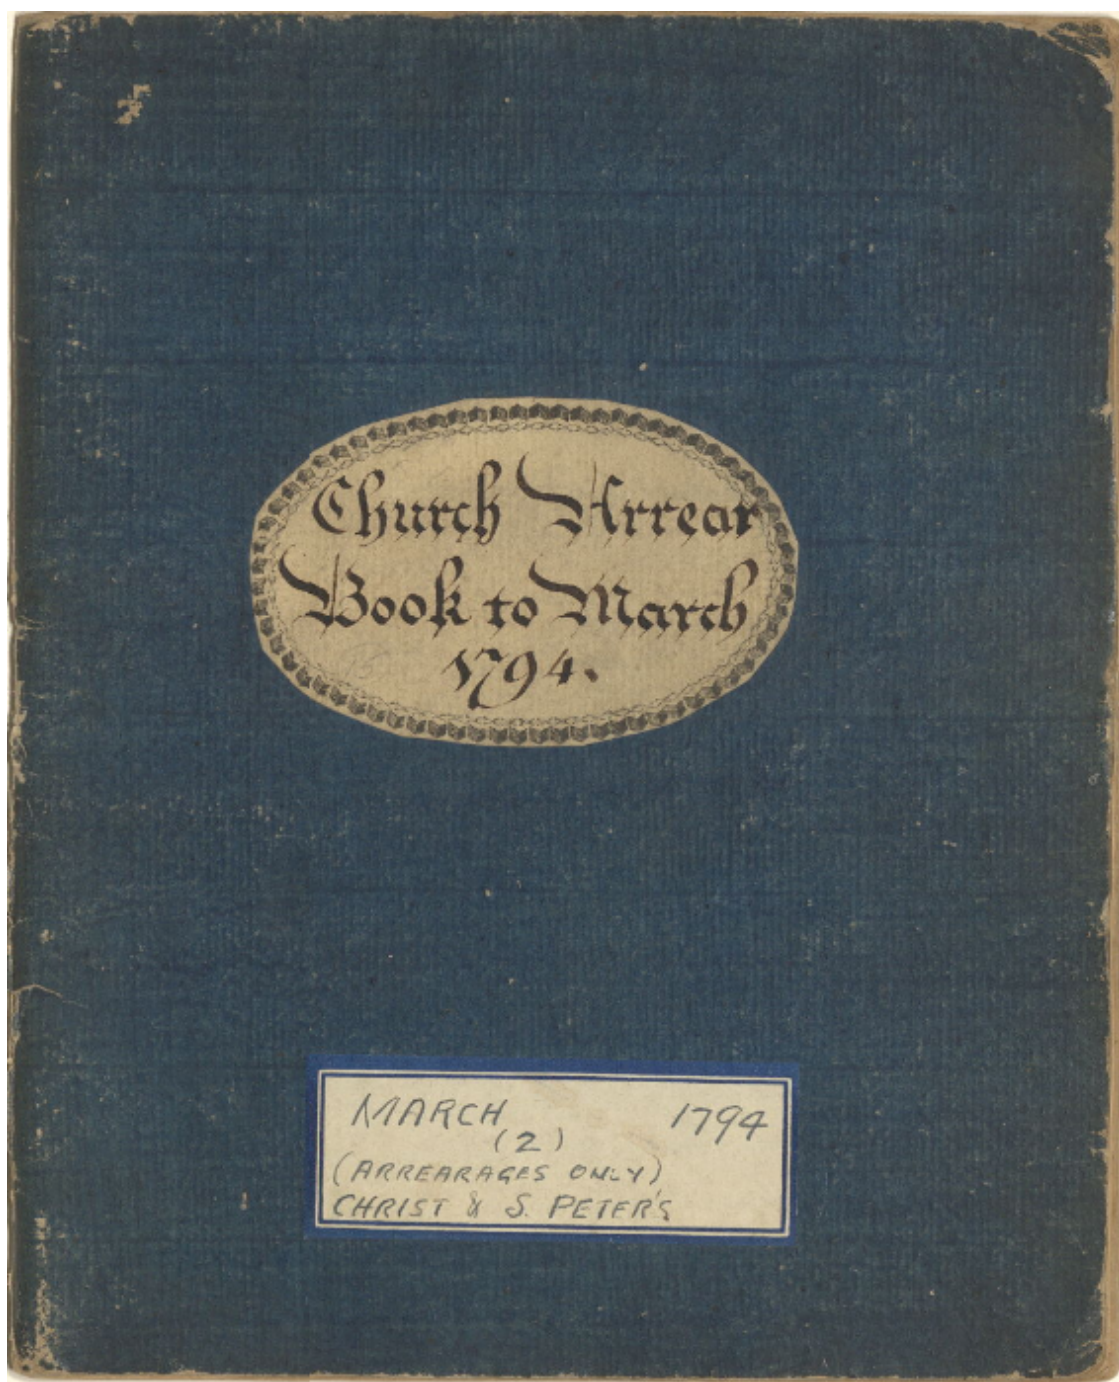 Church Arrear
Book to March
1794.
MARCH 1794
(2)
(ARREARAGES ONLY)
CHRIST & S. PETER'S